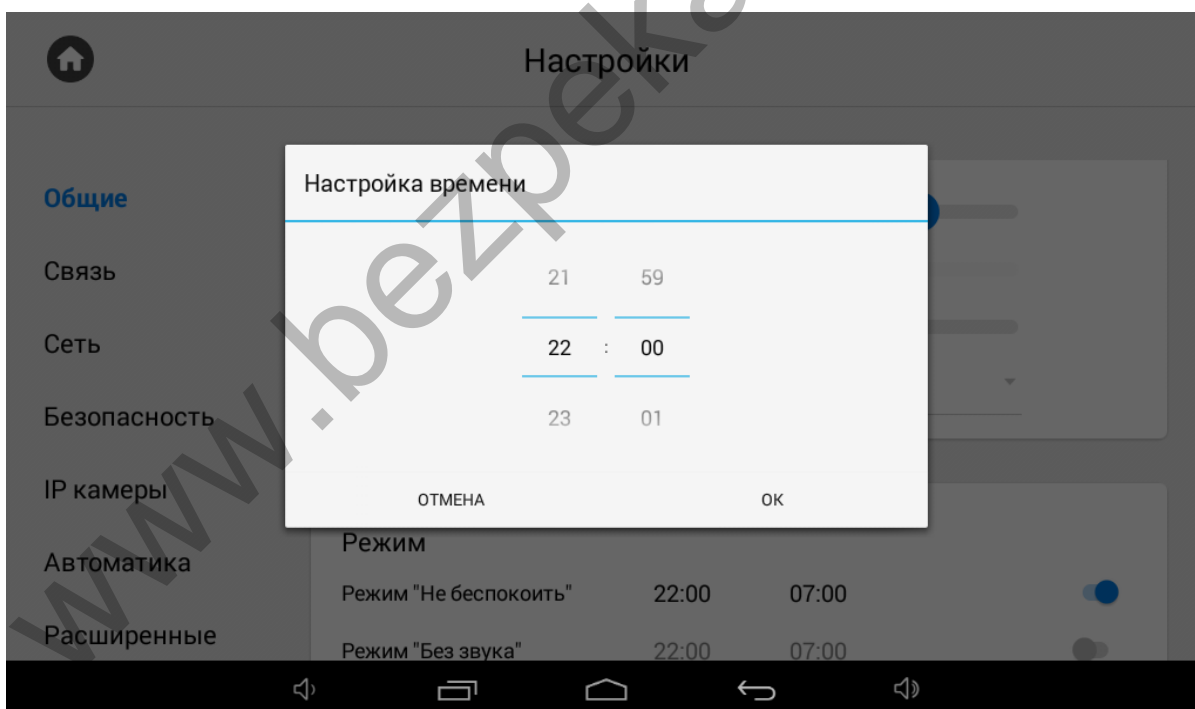 Настройки
Общие
Связь
Сеть
Безопасность
IP камеры
Автоматика
Расширенные
Настройка времени
21 59
22 : 00
23 01
ОТМЕНА ОК
Режим
Режим "Не беспокоить" 22:00 07:00
Режим "Без звука" 22:00 07:00
www.bezpeka